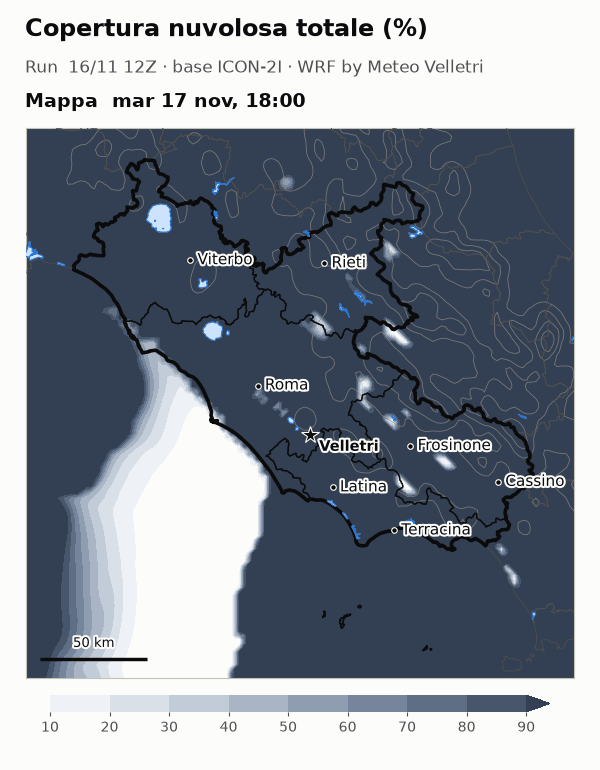 Copertura nuvolosa totale (%)
Run  16/11 12Z · base ICON-2I · WRF by Meteo Velletri
Mappa  mar 17 nov, 18:00
Viterbo
Rieti
Roma
Velletri
Frosinone
Latina
Cassino
Terracina
50 km
10 20 30 40 50 60 70 80 90